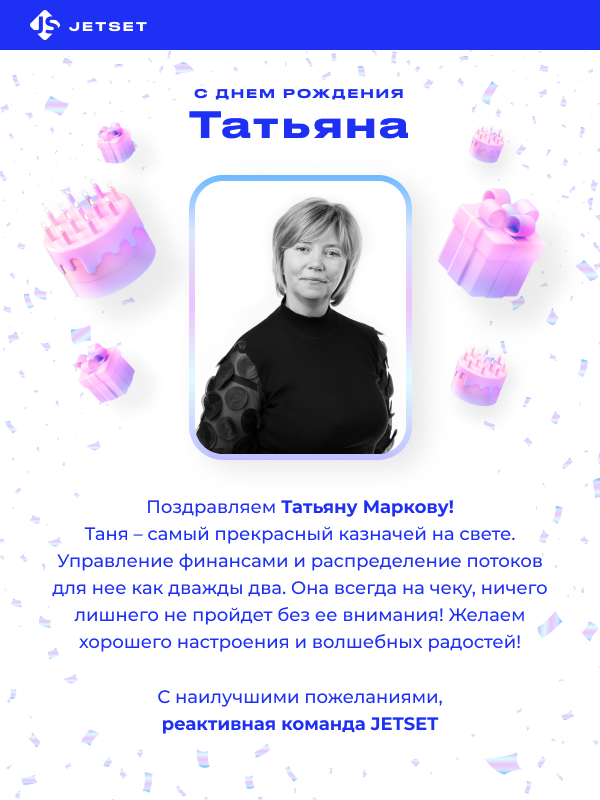 JS JETSET
С ДНЕМ РОЖДЕНИЯ
Татьяна
Поздравляем Татьяну Маркову!
Таня – самый прекрасный казначей на свете.
Управление финансами и распределение потоков
для нее как дважды два. Она всегда на чеку, ничего
лишнего не пройдет без ее внимания! Желаем
хорошего настроения и волшебных радостей!
С наилучшими пожеланиями,
реактивная команда JETSET